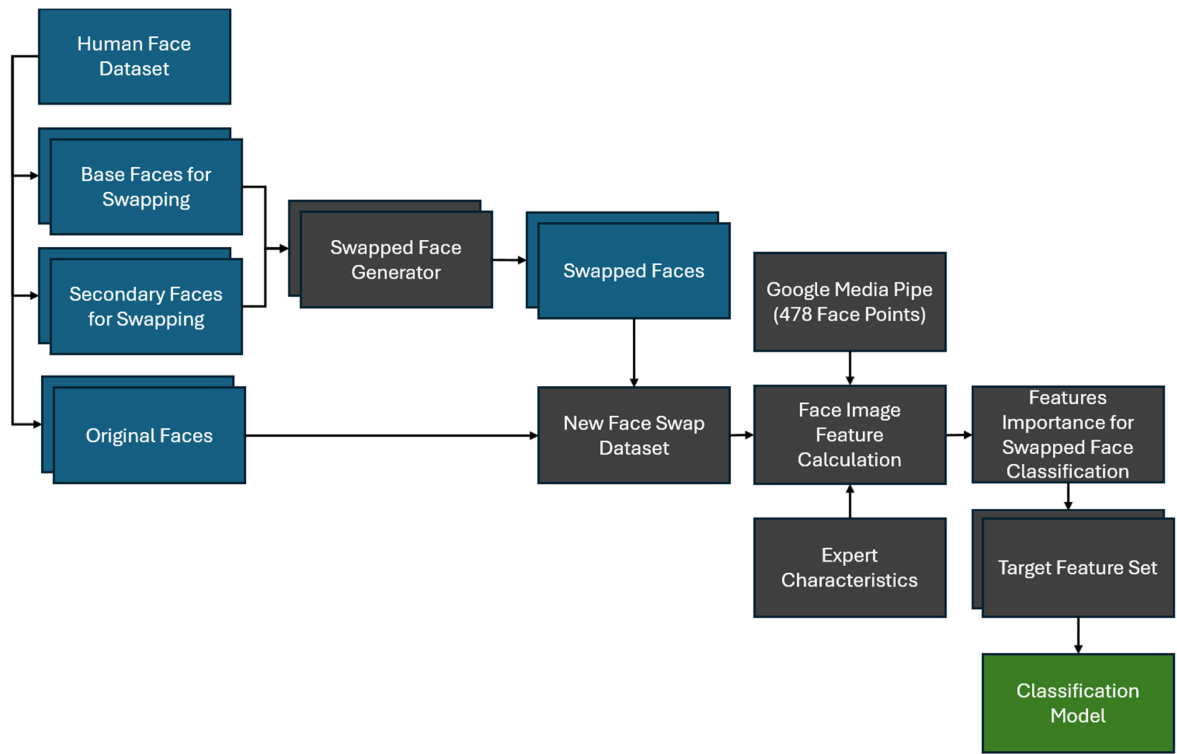 Human Face
Dataset
Base Faces for
Swapping
Secondary Faces
for Swapping
Original Faces
Swapped Face
Generator
Swapped Faces
New Face Swap
Dataset
Google Media Pipe
(478 Face Points)
Face Image
Feature
Calculation
Expert
Characteristics
Features
Importance for
Swapped Face
Classification
Target Feature Set
Classification
Model